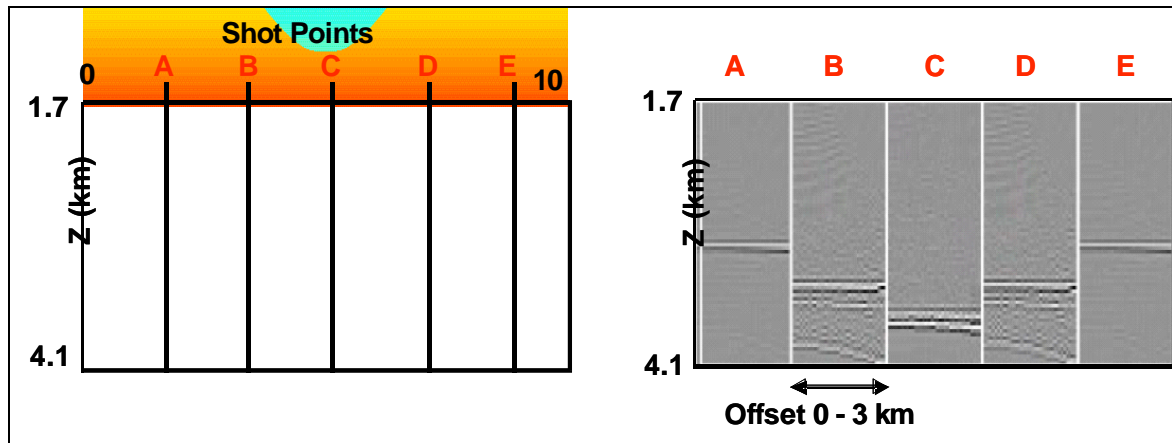 Shot Points
0 A B C D E 10
1.7
Z (km)
4.1
A B C D E
1.7
Z (km)
4.1
Offset 0 - 3 km